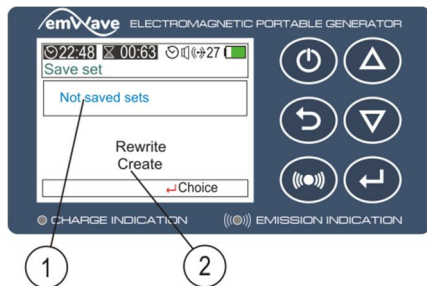 emWave ELECTROMAGNETIC PORTABLE GENERATOR
22:48 00:63 27
Save set
Not saved sets
Rewrite
Create
Choice
CHARGE INDICATION EMISSION INDICATION
1 2